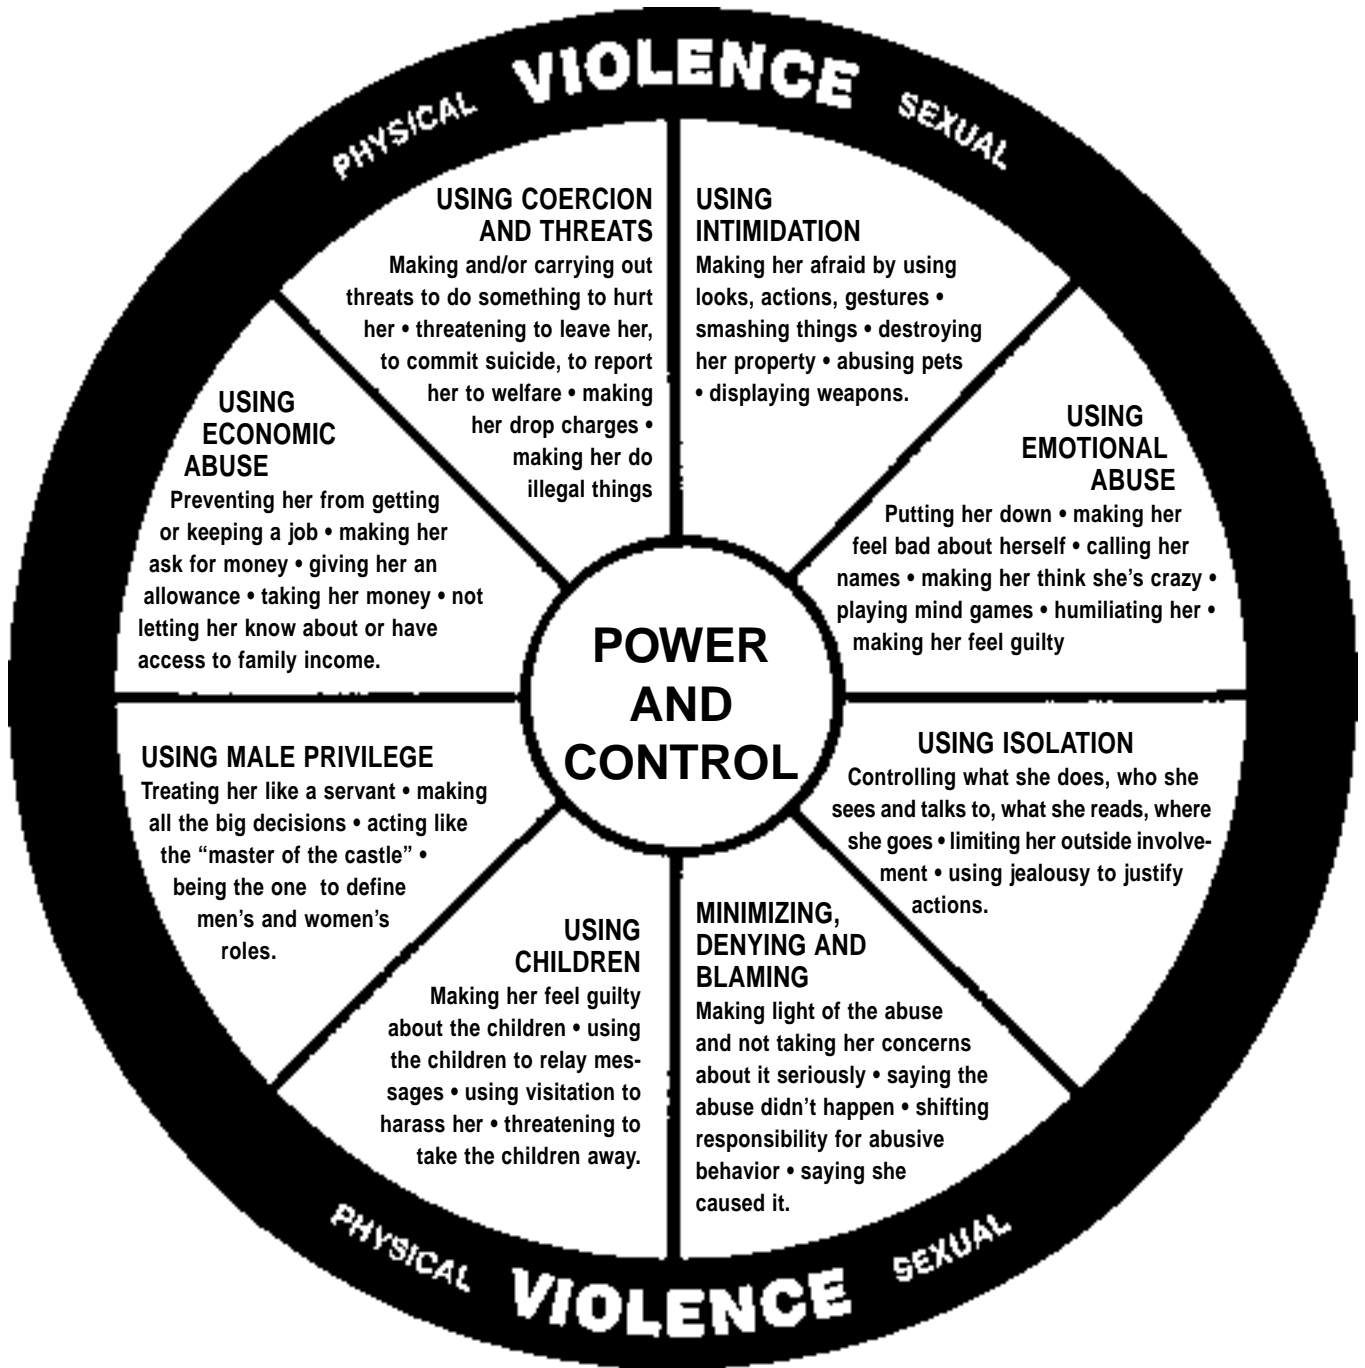 PHYSICAL VIOLENCE SEXUAL
USING COERCION
AND THREATS
Making and/or carrying out
threats to do something to hurt
her • threatening to leave her,
to commit suicide, to report
her to welfare • making
her drop charges •
making her do
illegal things
USING
INTIMIDATION
Making her afraid by using
looks, actions, gestures •
smashing things • destroying
her property • abusing pets
• displaying weapons.
USING
EMOTIONAL
ABUSE
Putting her down • making her
feel bad about herself • calling her
names • making her think she’s crazy •
playing mind games • humiliating her •
making her feel guilty
USING ISOLATION
Controlling what she does, who she
sees and talks to, what she reads, where
she goes • limiting her outside involve-
ment • using jealousy to justify
actions.
MINIMIZING,
DENYING AND
BLAMING
Making light of the abuse
and not taking her concerns
about it seriously • saying the
abuse didn’t happen • shifting
responsibility for abusive
behavior • saying she
caused it.
USING
CHILDREN
Making her feel guilty
about the children • using
the children to relay mes-
sages • using visitation to
harass her • threatening to
take the children away.
USING MALE PRIVILEGE
Treating her like a servant • making
all the big decisions • acting like
the “master of the castle” •
being the one  to define
men’s and women’s
roles.
USING
ECONOMIC
ABUSE
Preventing her from getting
or keeping a job • making her
ask for money • giving her an
allowance • taking her money • not
letting her know about or have
access to family income.
POWER
AND
CONTROL
PHYSICAL VIOLENCE SEXUAL